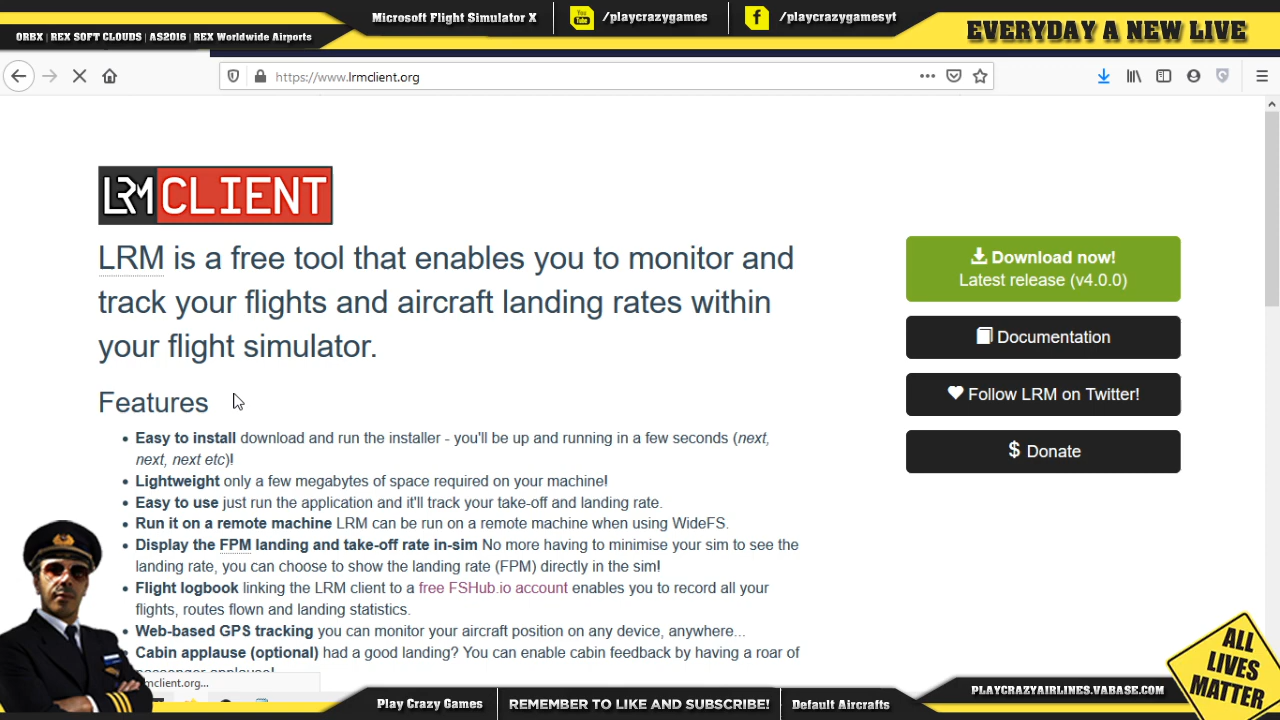 Microsoft Flight Simulator X
You Tube /playcrazygames
f /playcrazygamesyt
EVERYDAY A NEW LIVE
ORBX | REX SOFT CLOUDS | AS2016 | REX Worldwide Airports
https://www.lrmclient.org
LRM CLIENT
LRM is a free tool that enables you to monitor and
track your flights and aircraft landing rates within
your flight simulator.
Download now!
Latest release (v4.0.0)
Documentation
Follow LRM on Twitter!
$ Donate
Features
• Easy to install download and run the installer - you'll be up and running in a few seconds (next,
next, next etc)!
• Lightweight only a few megabytes of space required on your machine!
• Easy to use just run the application and it'll track your take-off and landing rate.
• Run it on a remote machine LRM can be run on a remote machine when using WideFS.
• Display the FPM landing and take-off rate in-sim No more having to minimise your sim to see the
landing rate, you can choose to show the landing rate (FPM) directly in the sim!
• Flight logbook linking the LRM client to a free FSHub.io account enables you to record all your
flights, routes flown and landing statistics.
• Web-based GPS tracking you can monitor your aircraft position on any device, anywhere...
• Cabin applause (optional) had a good landing? You can enable cabin feedback by having a roar of
passenger applause!
mclient.org...
ALL
LIVES
MATTER
PLAYCRAZYAIRLINES.VABASE.COM
Play Crazy Games
REMEMBER TO LIKE AND SUBSCRIBE!
Default Aircrafts